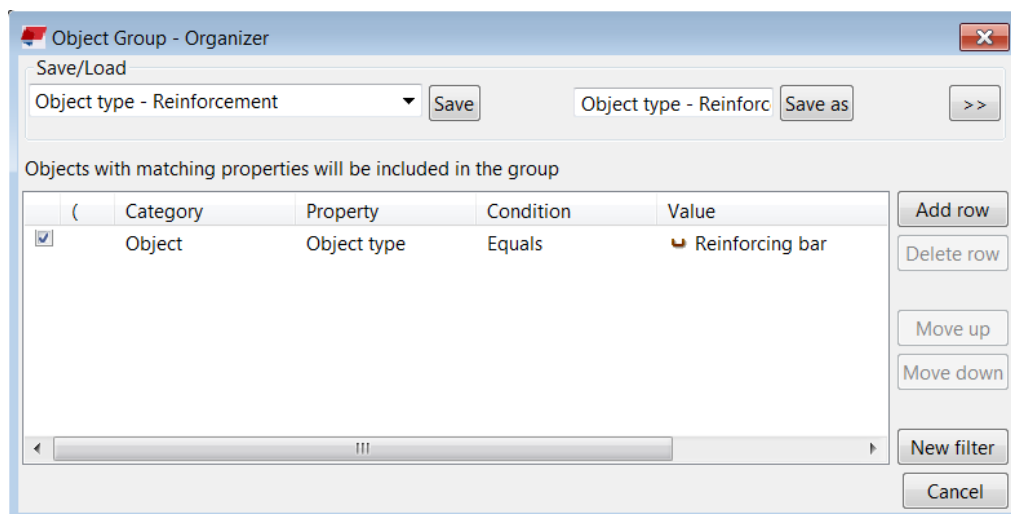 Object Group - Organizer
Save/Load
Object type - Reinforcement Save Object type - Reinforc Save as >>
Objects with matching properties will be included in the group
( Category Property Condition Value Add row
Object Object type Equals Reinforcing bar
Delete row
Move up
Move down
New filter
Cancel